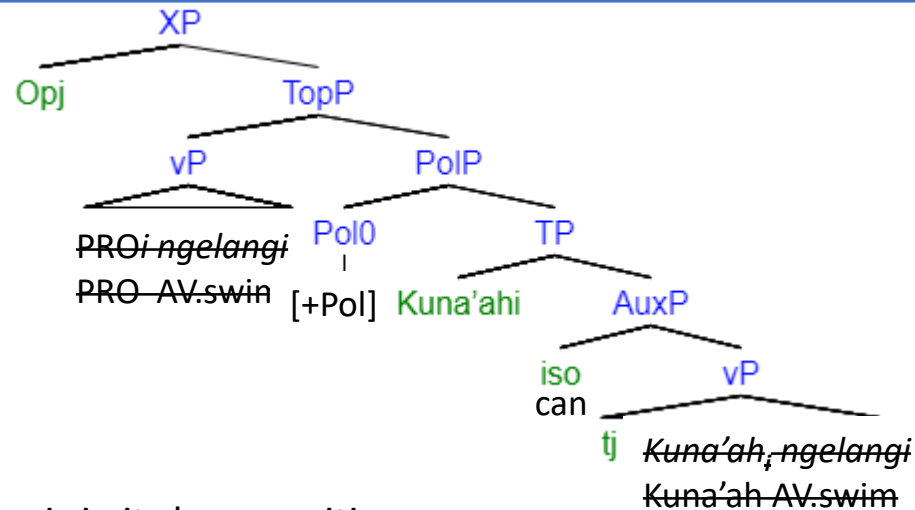 XP
Opj TopP
vP PolP
PROi ngelangi Pol0 TP
PRO AV.swin [+Pol] Kuna'ahi AuxP
iso vP
can
tj Kuna'ahi ngelangi
Kuna'ah AV.swim